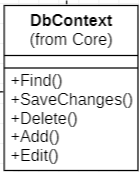 DbContext
(from Core)
+Find()
+SaveChanges()
+Delete()
+Add()
+Edit()